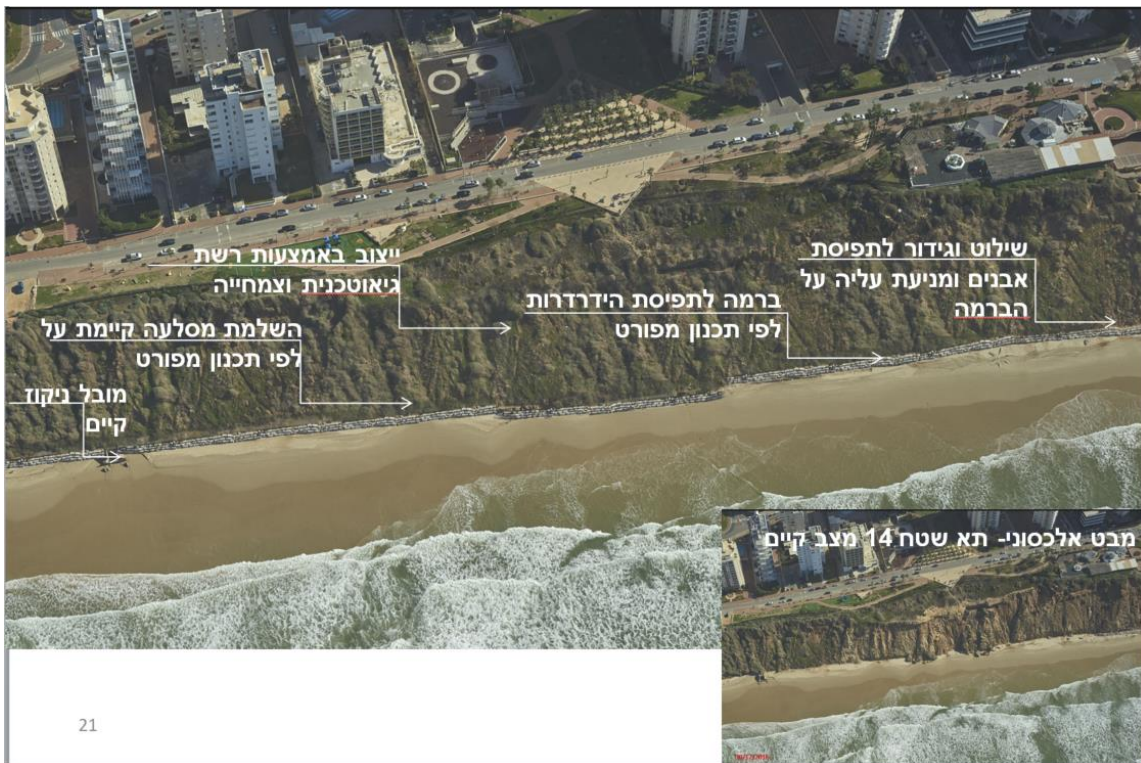 שילוט וגידור לתפיסת
אבנים ומניעת עליה על
הברמה
ייצוב באמצעות רשת
גיאוטכנית וצמחייה
ברמה לתפיסת הידרדרות
לפי תכנון מפורט
השלמת מסלעה קיימת על
לפי תכנון מפורט
מובל ניקוז
קיים
מבט אלכסוני- תא שטח 14 מצב קיים
21